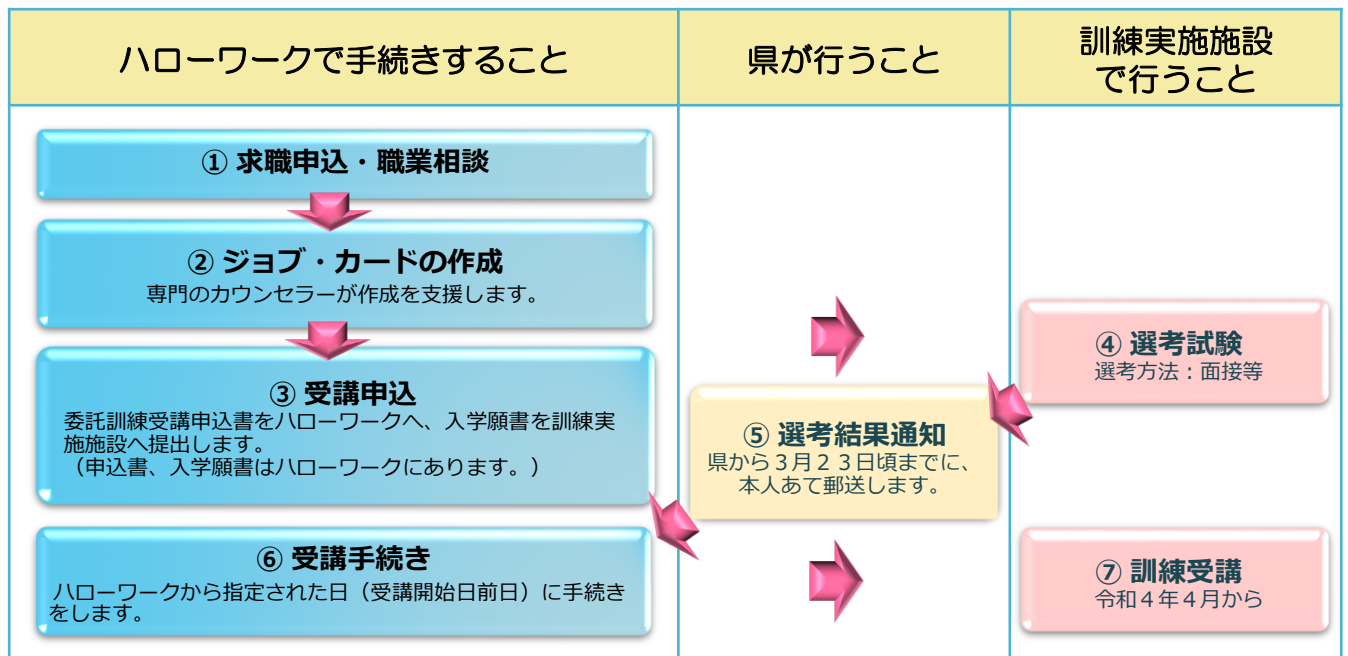 ハローワークで手続きすること
県が行うこと
訓練実施施設
で行うこと
① 求職申込・職業相談
② ジョブ・カードの作成
専門のカウンセラーが作成を支援します。
③ 受講申込
委託訓練受講申込書をハローワークへ、入学願書を訓練実
施施設へ提出します。
（申込書、入学願書はハローワークにあります。）
④ 選考試験
選考方法：面接等
⑤ 選考結果通知
県から３月２３日頃までに、
本人あて郵送します。
⑥ 受講手続き
ハローワークから指定された日（受講開始日前日）に手続き
をします。
⑦ 訓練受講
令和４年４月から